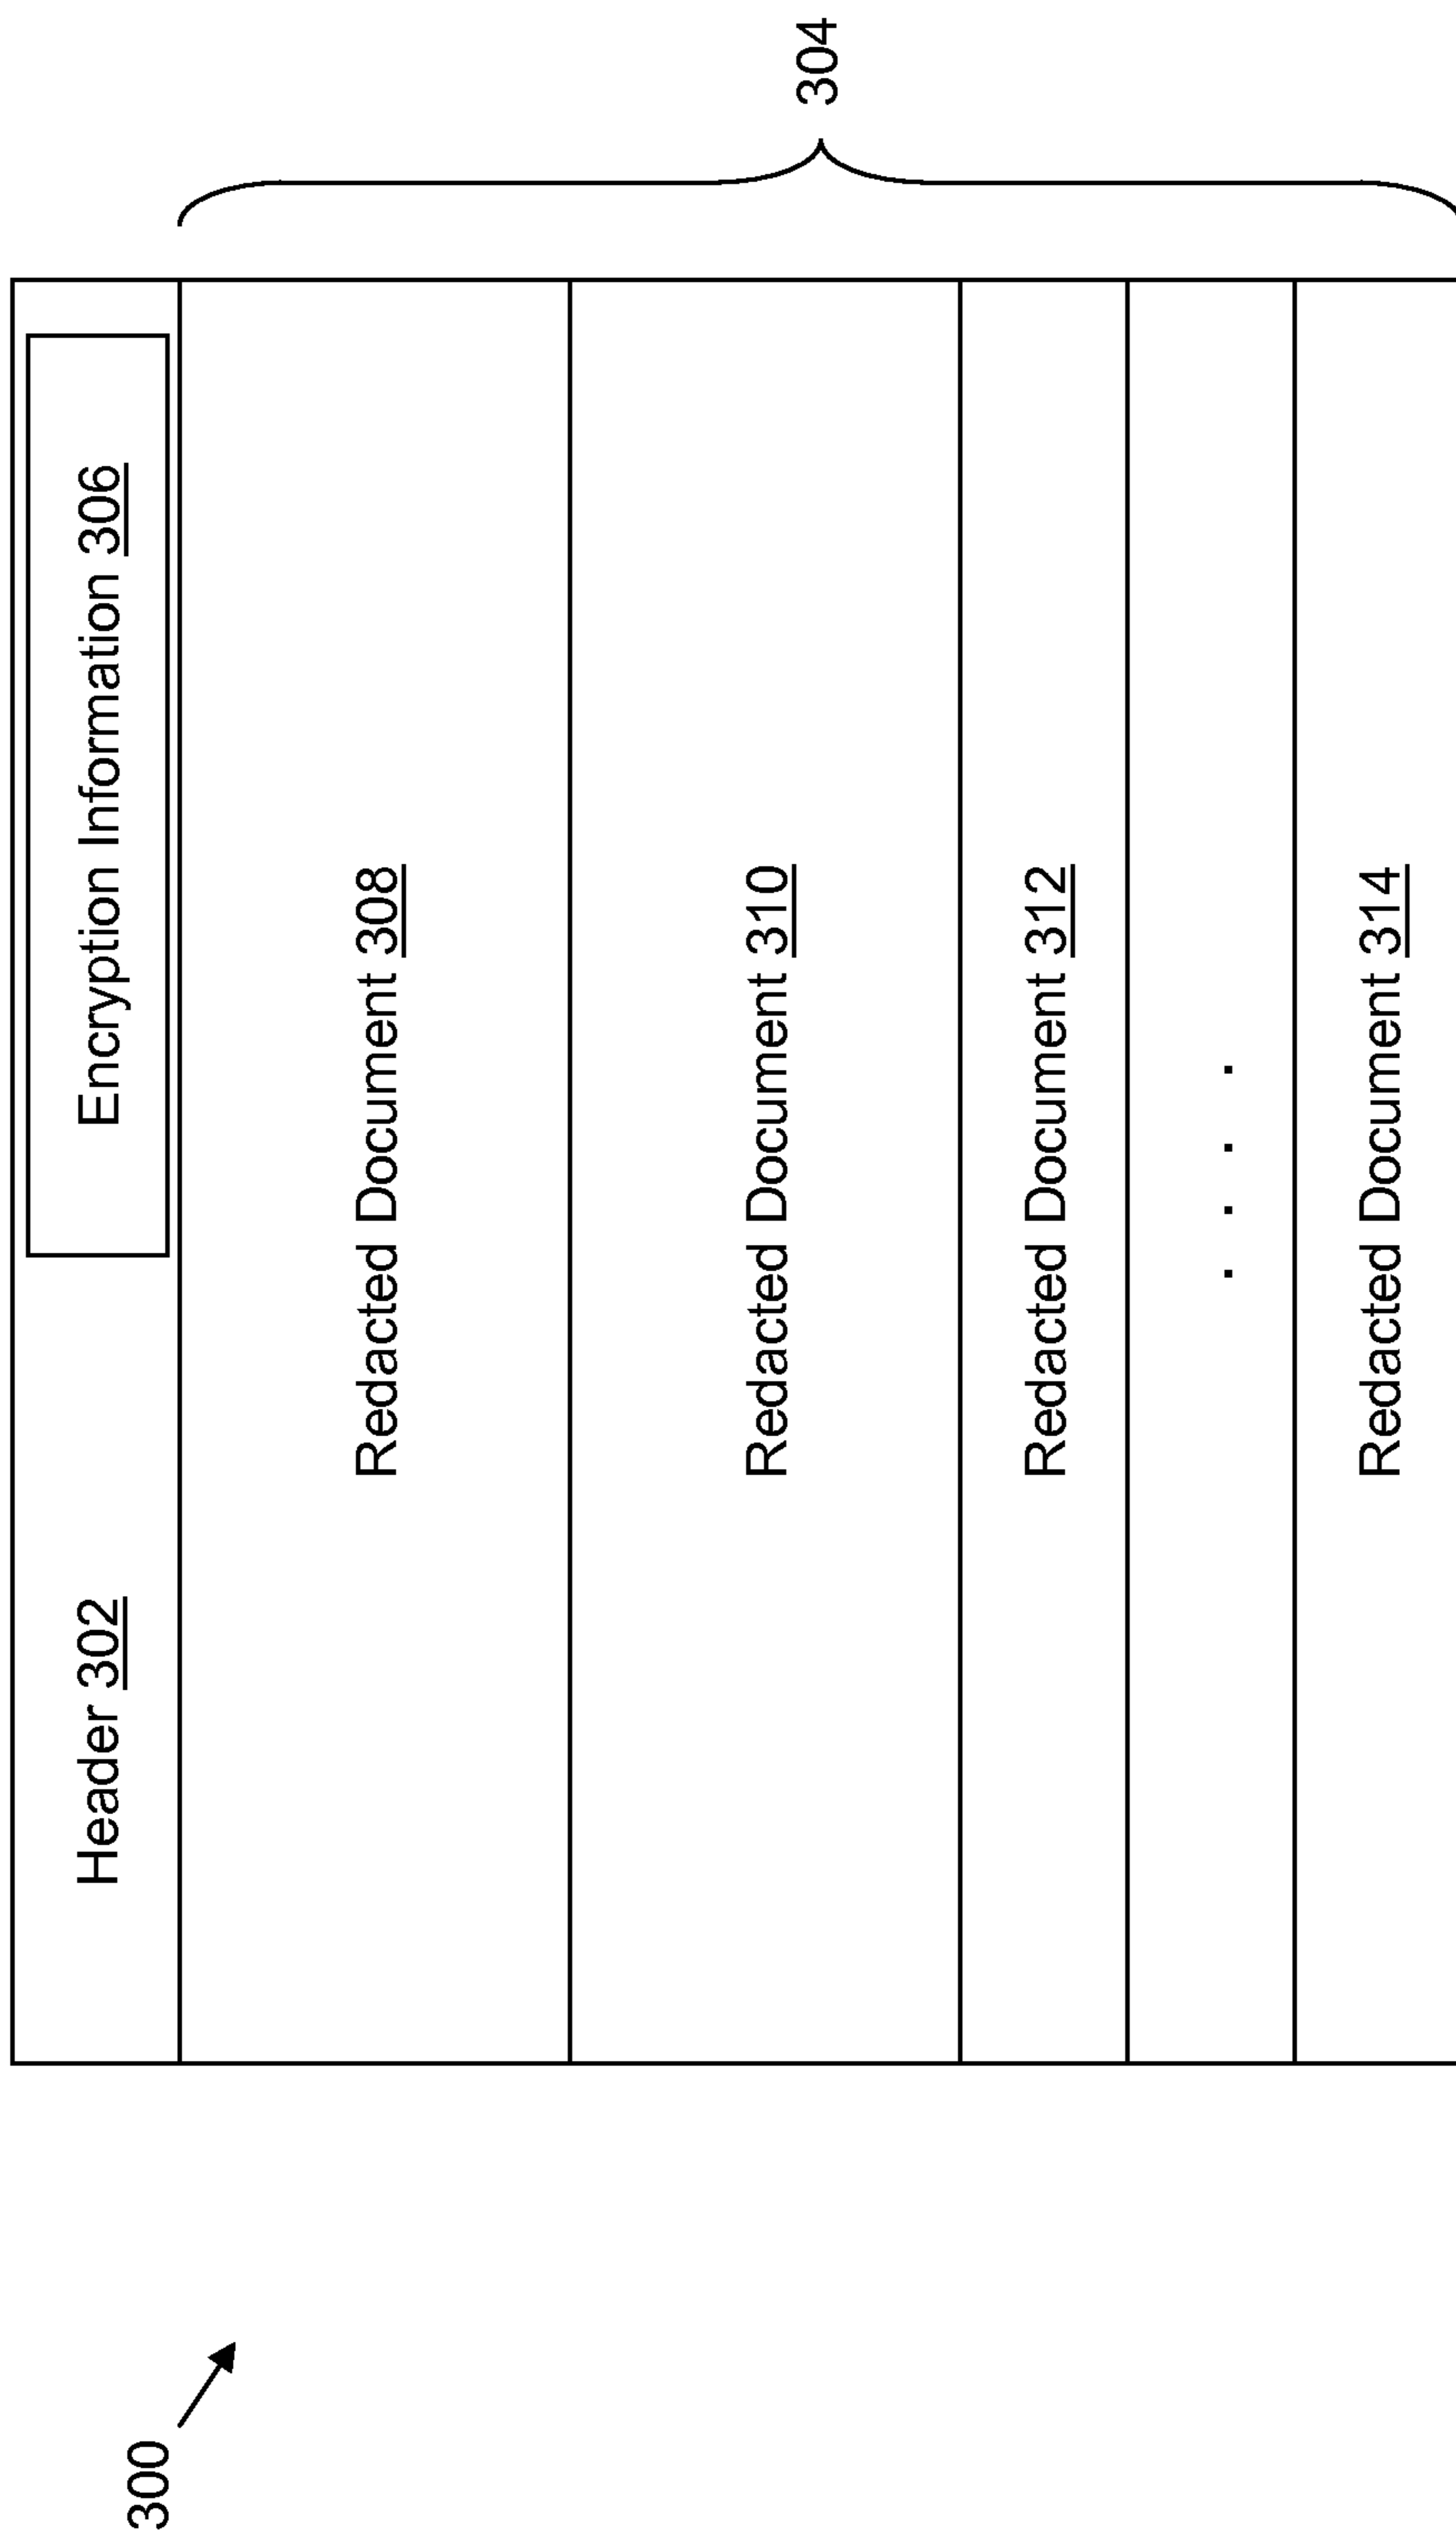 300
Header 302
Encryption Information 306
Redacted Document 308
Redacted Document 310
Redacted Document 312
. . . .
Redacted Document 314
304